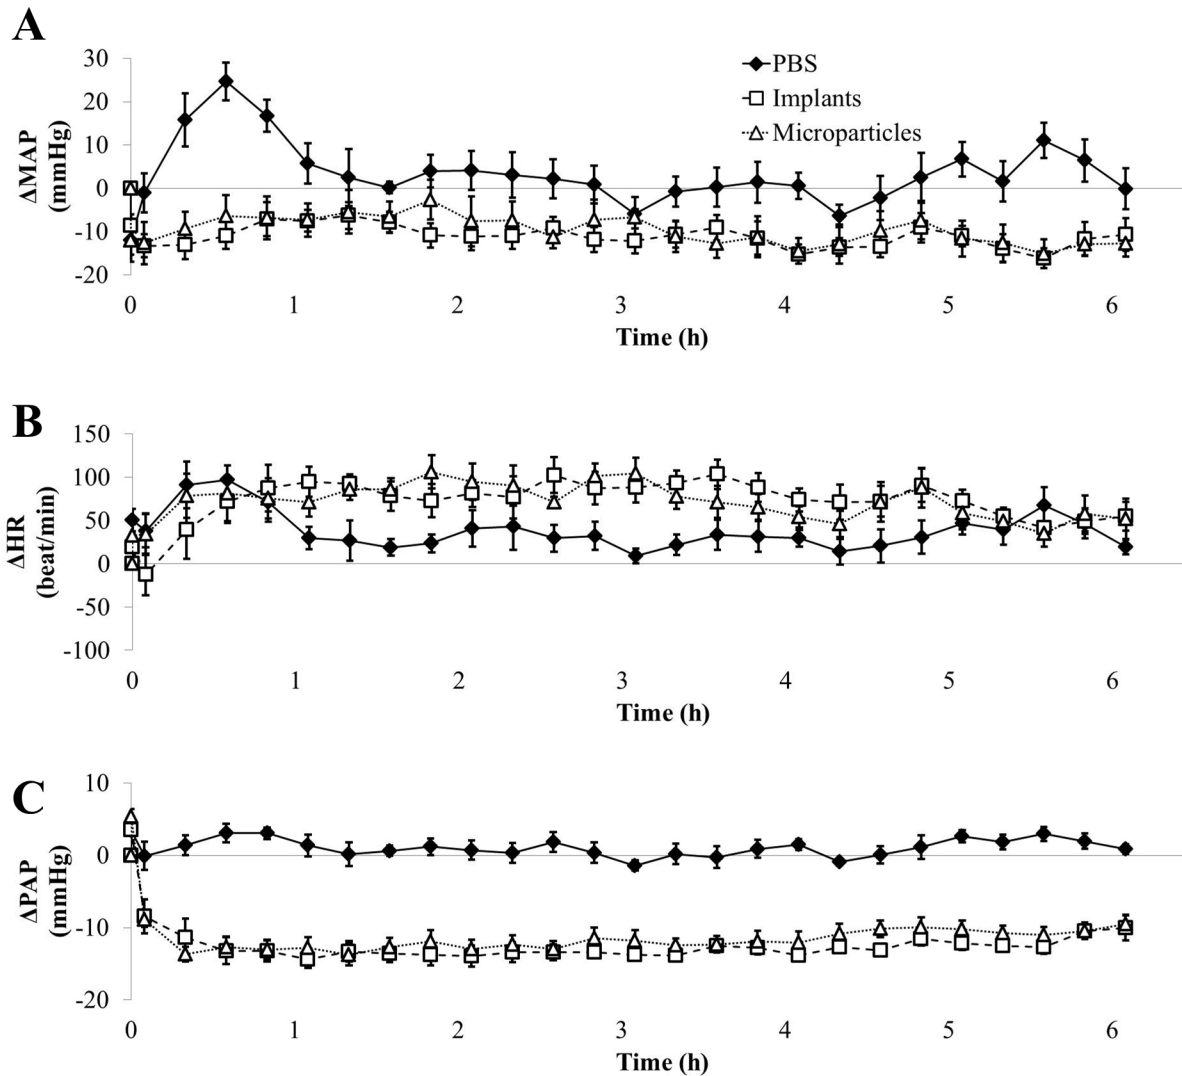 A
30
20
10
0
-10
-20
ΔMAP
(mmHg)
PBS
Implants
Microparticles
0 1 2 3 4 5 6
Time (h)
B
150
100
50
0
-50
-100
ΔHR
(beat/min)
0 1 2 3 4 5 6
Time (h)
C
10
0
-10
-20
ΔPAP
(mmHg)
0 1 2 3 4 5 6
Time (h)